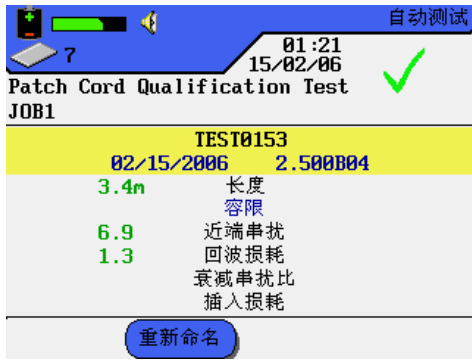 自动测试
7
01:21
15/02/06
Patch Cord Qualification Test
JOB1
TEST0153
02/15/2006 2.500B04
3.4m 长度
容限
6.9 近端串扰
1.3 回波损耗
衰减串扰比
插入损耗
重新命名